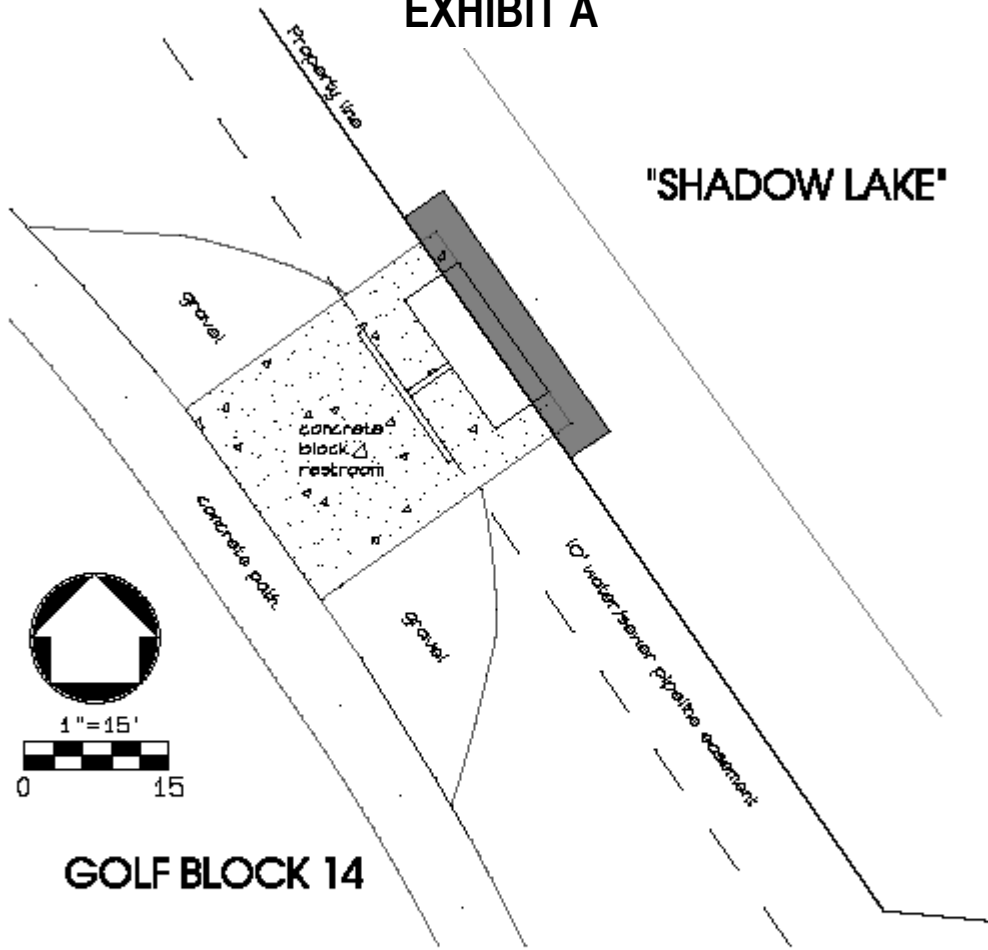 EXHIBIT A
Property line
"SHADOW LAKE"
gravel
concrete
block
restroom
concrete path
10' water/sewer pipeline easement
gravel
1"=15'
0 15
GOLF BLOCK 14